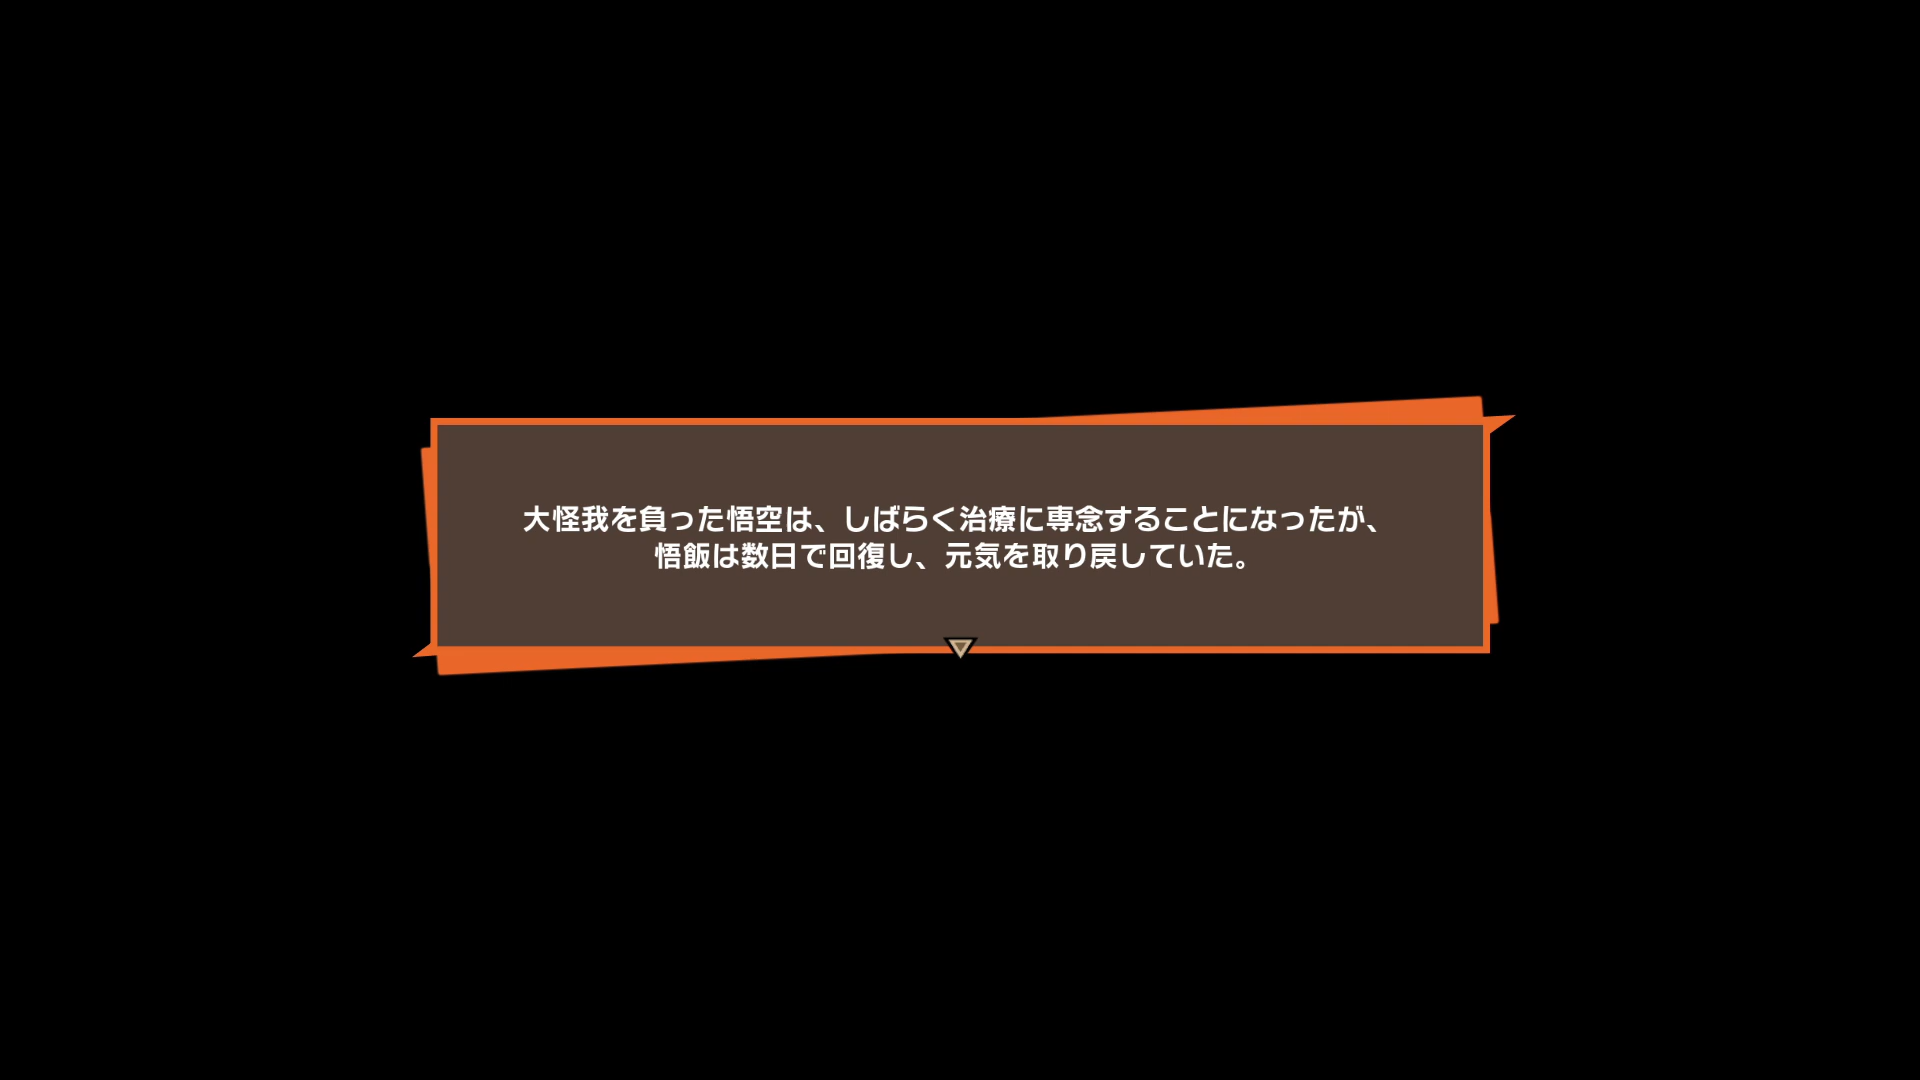 大怪我を負った悟空は、しばらく治療に専念することになったが、
悟飯は数日で回復し、元気を取り戻していた。